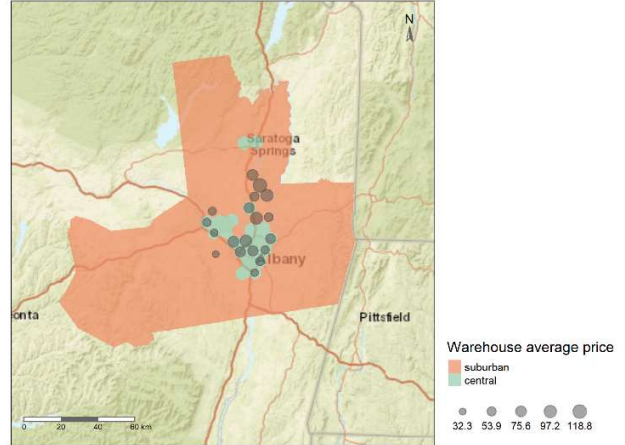 N
Saratoga
Springs
Albany
onta
Pittsfield
0 20 40 60 km
Warehouse average price
suburban
central
32.3 53.9 75.6 97.2 118.8